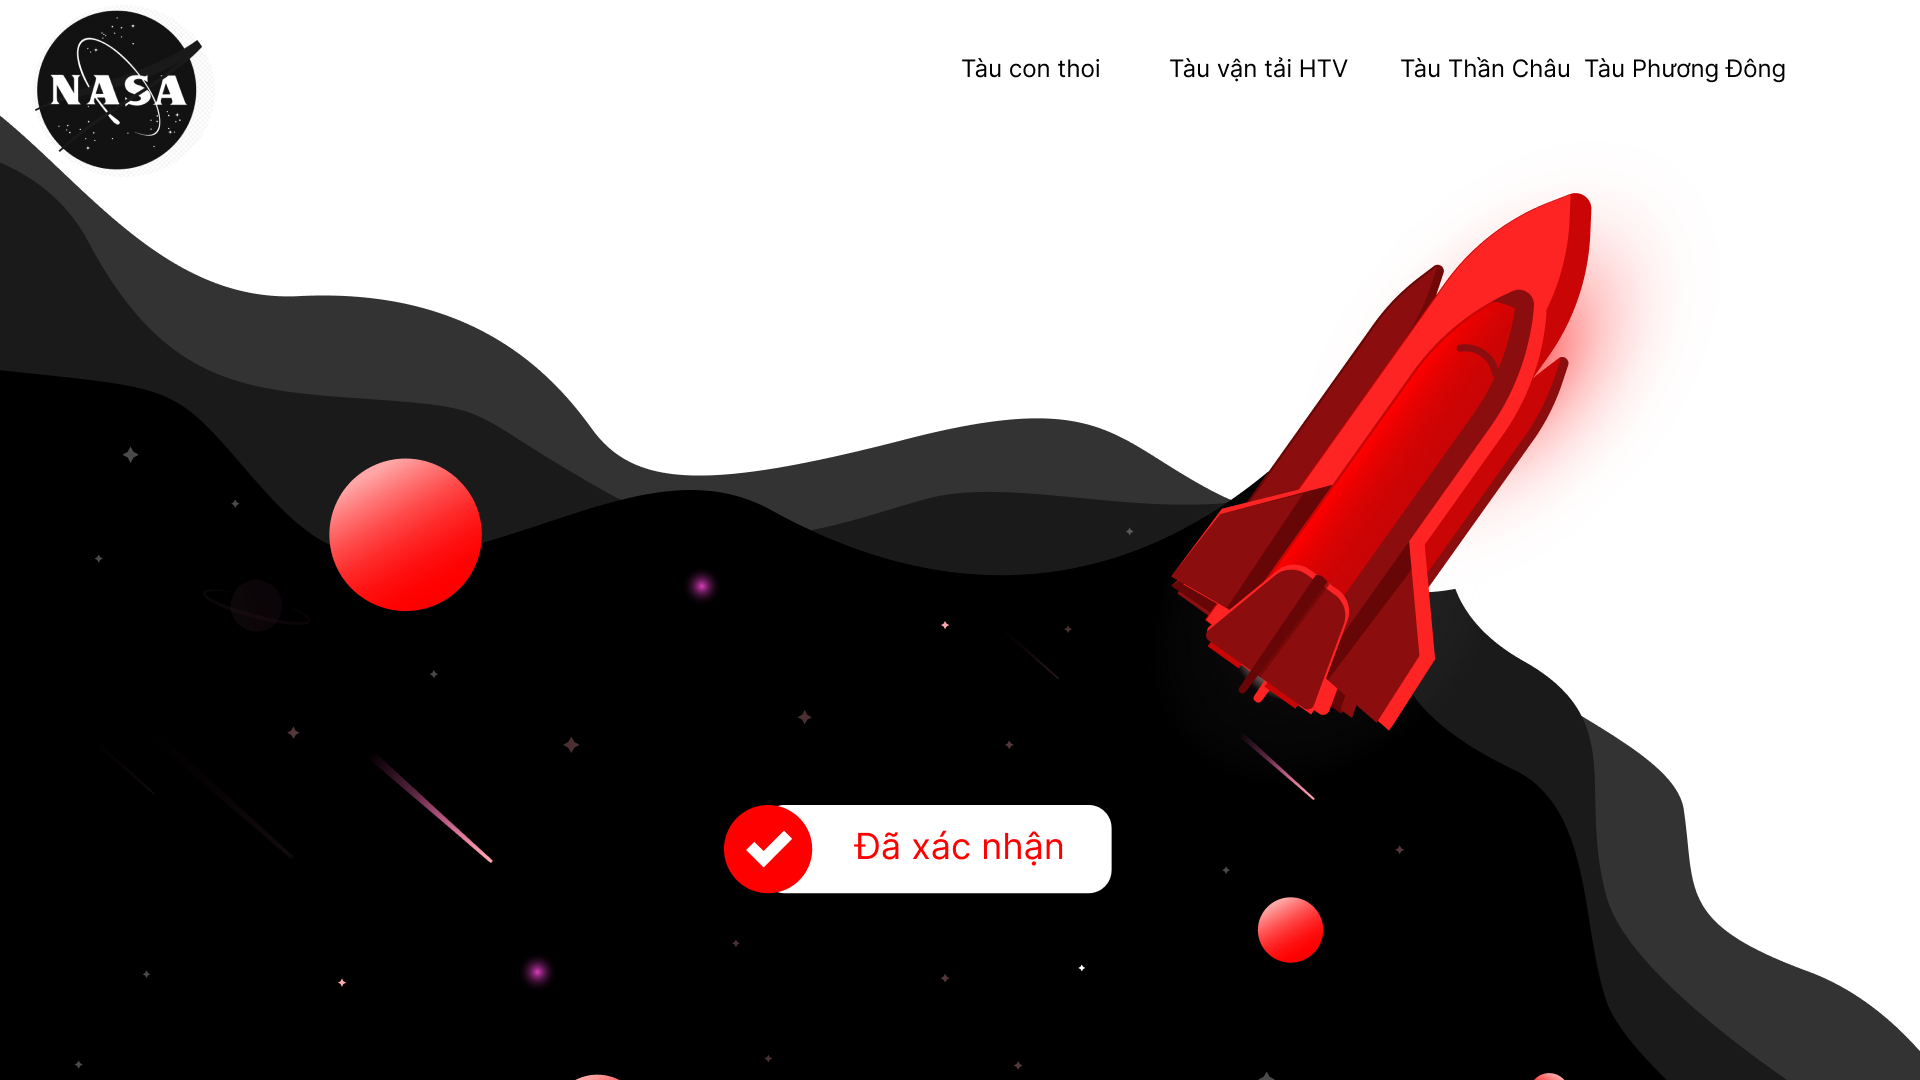 NASA
Tàu con thoi
Tàu vận tải HTV
Tàu Thần Châu
Tàu Phương Đông
Đã xác nhận